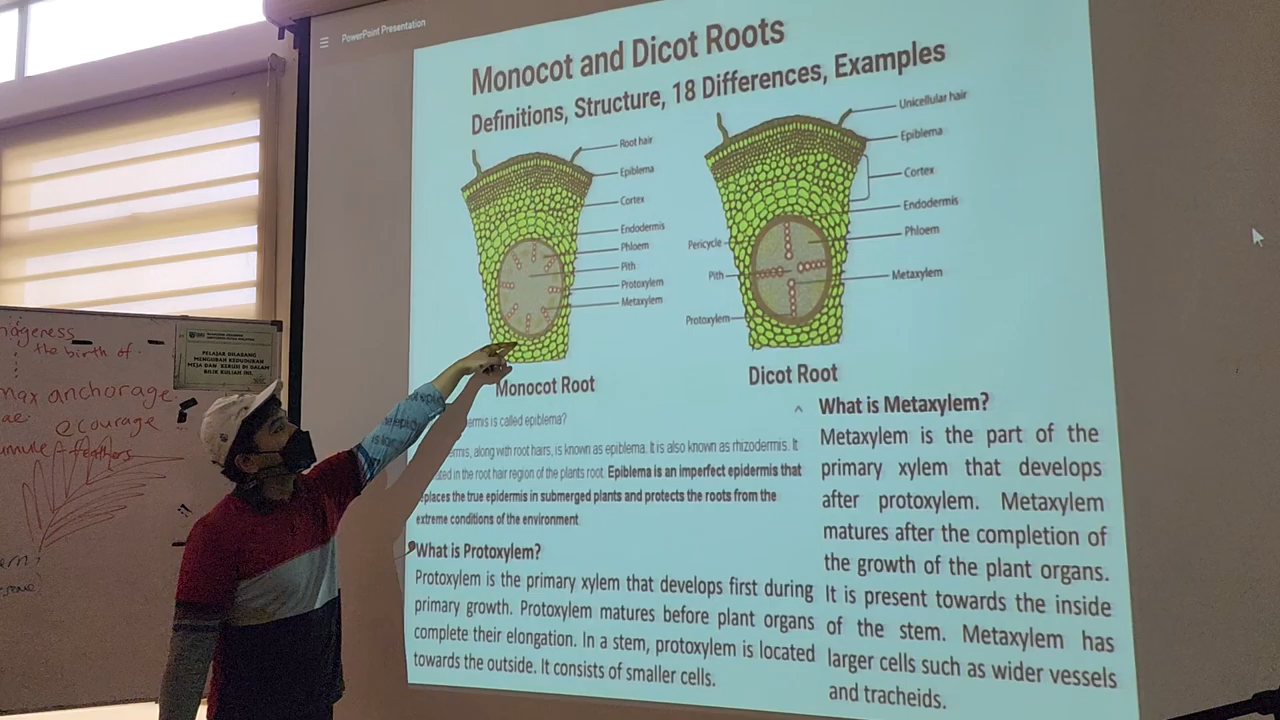 PowerPoint Presentation
Monocot and Dicot Roots
Definitions, Structure, 18 Differences, Examples
Root hair
Epiblema
Cortex
Endodermis
Phloem
Pith
Protoxylem
Metaxylem
Monocot Root
Unicellular hair
Epiblema
Cortex
Endodermis
Phloem
Metaxylem
Pericycle
Pith
Protoxylem
Dicot Root
ermis is called epiblema?
ermis, along with root hairs, is known as epiblema. It is also known as rhizodermis. It
ated in the root hair region of the plants root. Epiblema is an imperfect epidermis that
eplaces the true epidermis in submerged plants and protects the roots from the
extreme conditions of the environment
What is Protoxylem?
Protoxylem is the primary xylem that develops first during
primary growth. Protoxylem matures before plant organs
complete their elongation. In a stem, protoxylem is located
towards the outside. It consists of smaller cells.
What is Metaxylem?
Metaxylem is the part of the
primary xylem that develops
after protoxylem. Metaxylem
matures after the completion of
the growth of the plant organs.
It is present towards the inside
of the stem. Metaxylem has
larger cells such as wider vessels
and tracheids.
the birth of
max anchorage
ae
ecourage
feathers
PELAJAR DILARANG
MENGUBAH KEDUDUKAN
MEJA DAN KERUSI DI DALAM
BILIK KULIAH INI.